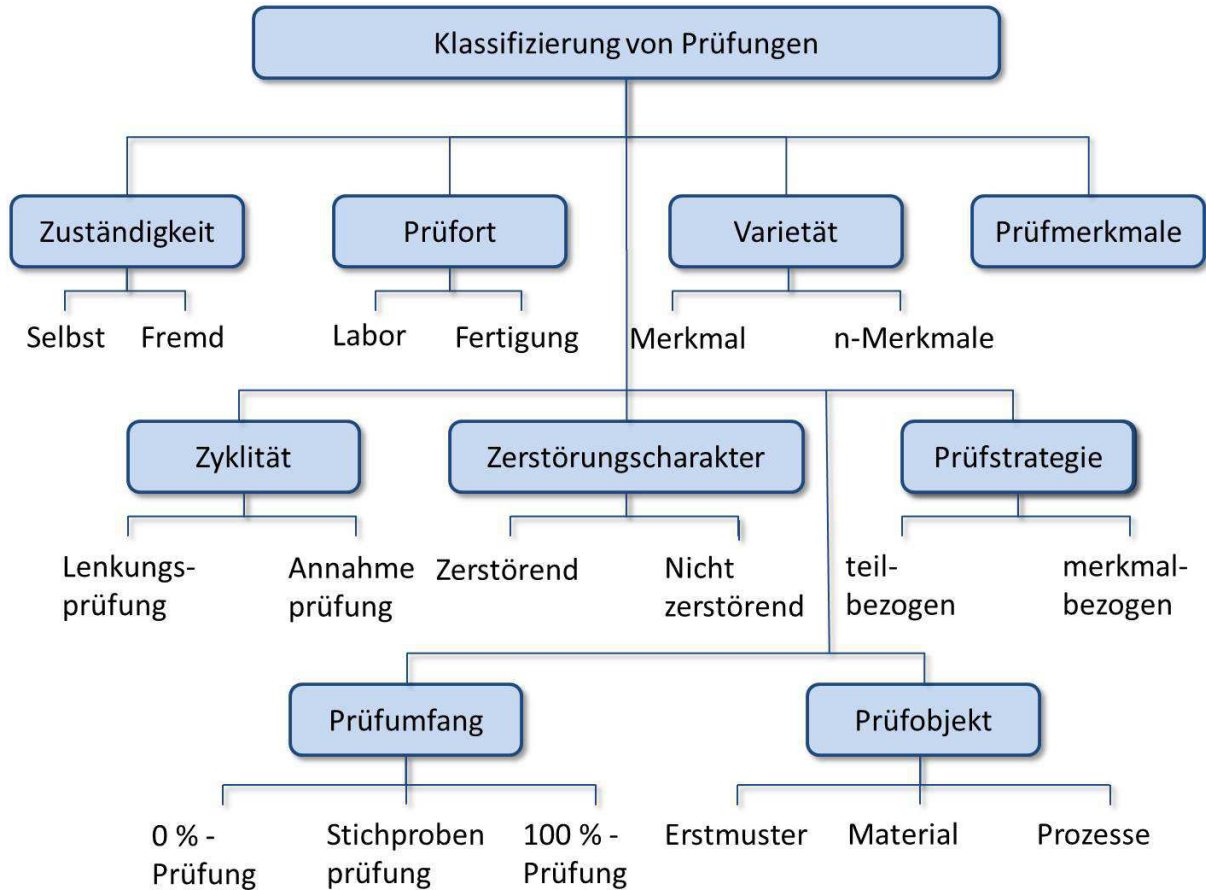 Klassifizierung von Prüfungen
Zuständigkeit
Prüfort
Varietät
Prüfmerkmale
Selbst
Fremd
Labor
Fertigung
Merkmal
n-Merkmale
Zyklität
Zerstörungscharakter
Prüfstrategie
Lenkungs-
prüfung
Annahme
prüfung
Zerstörend
Nicht
zerstörend
teil-
bezogen
merkmal-
bezogen
Prüfumfang
Prüfobjekt
0 % -
Prüfung
Stichproben
prüfung
100 % -
Prüfung
Erstmuster
Material
Prozesse